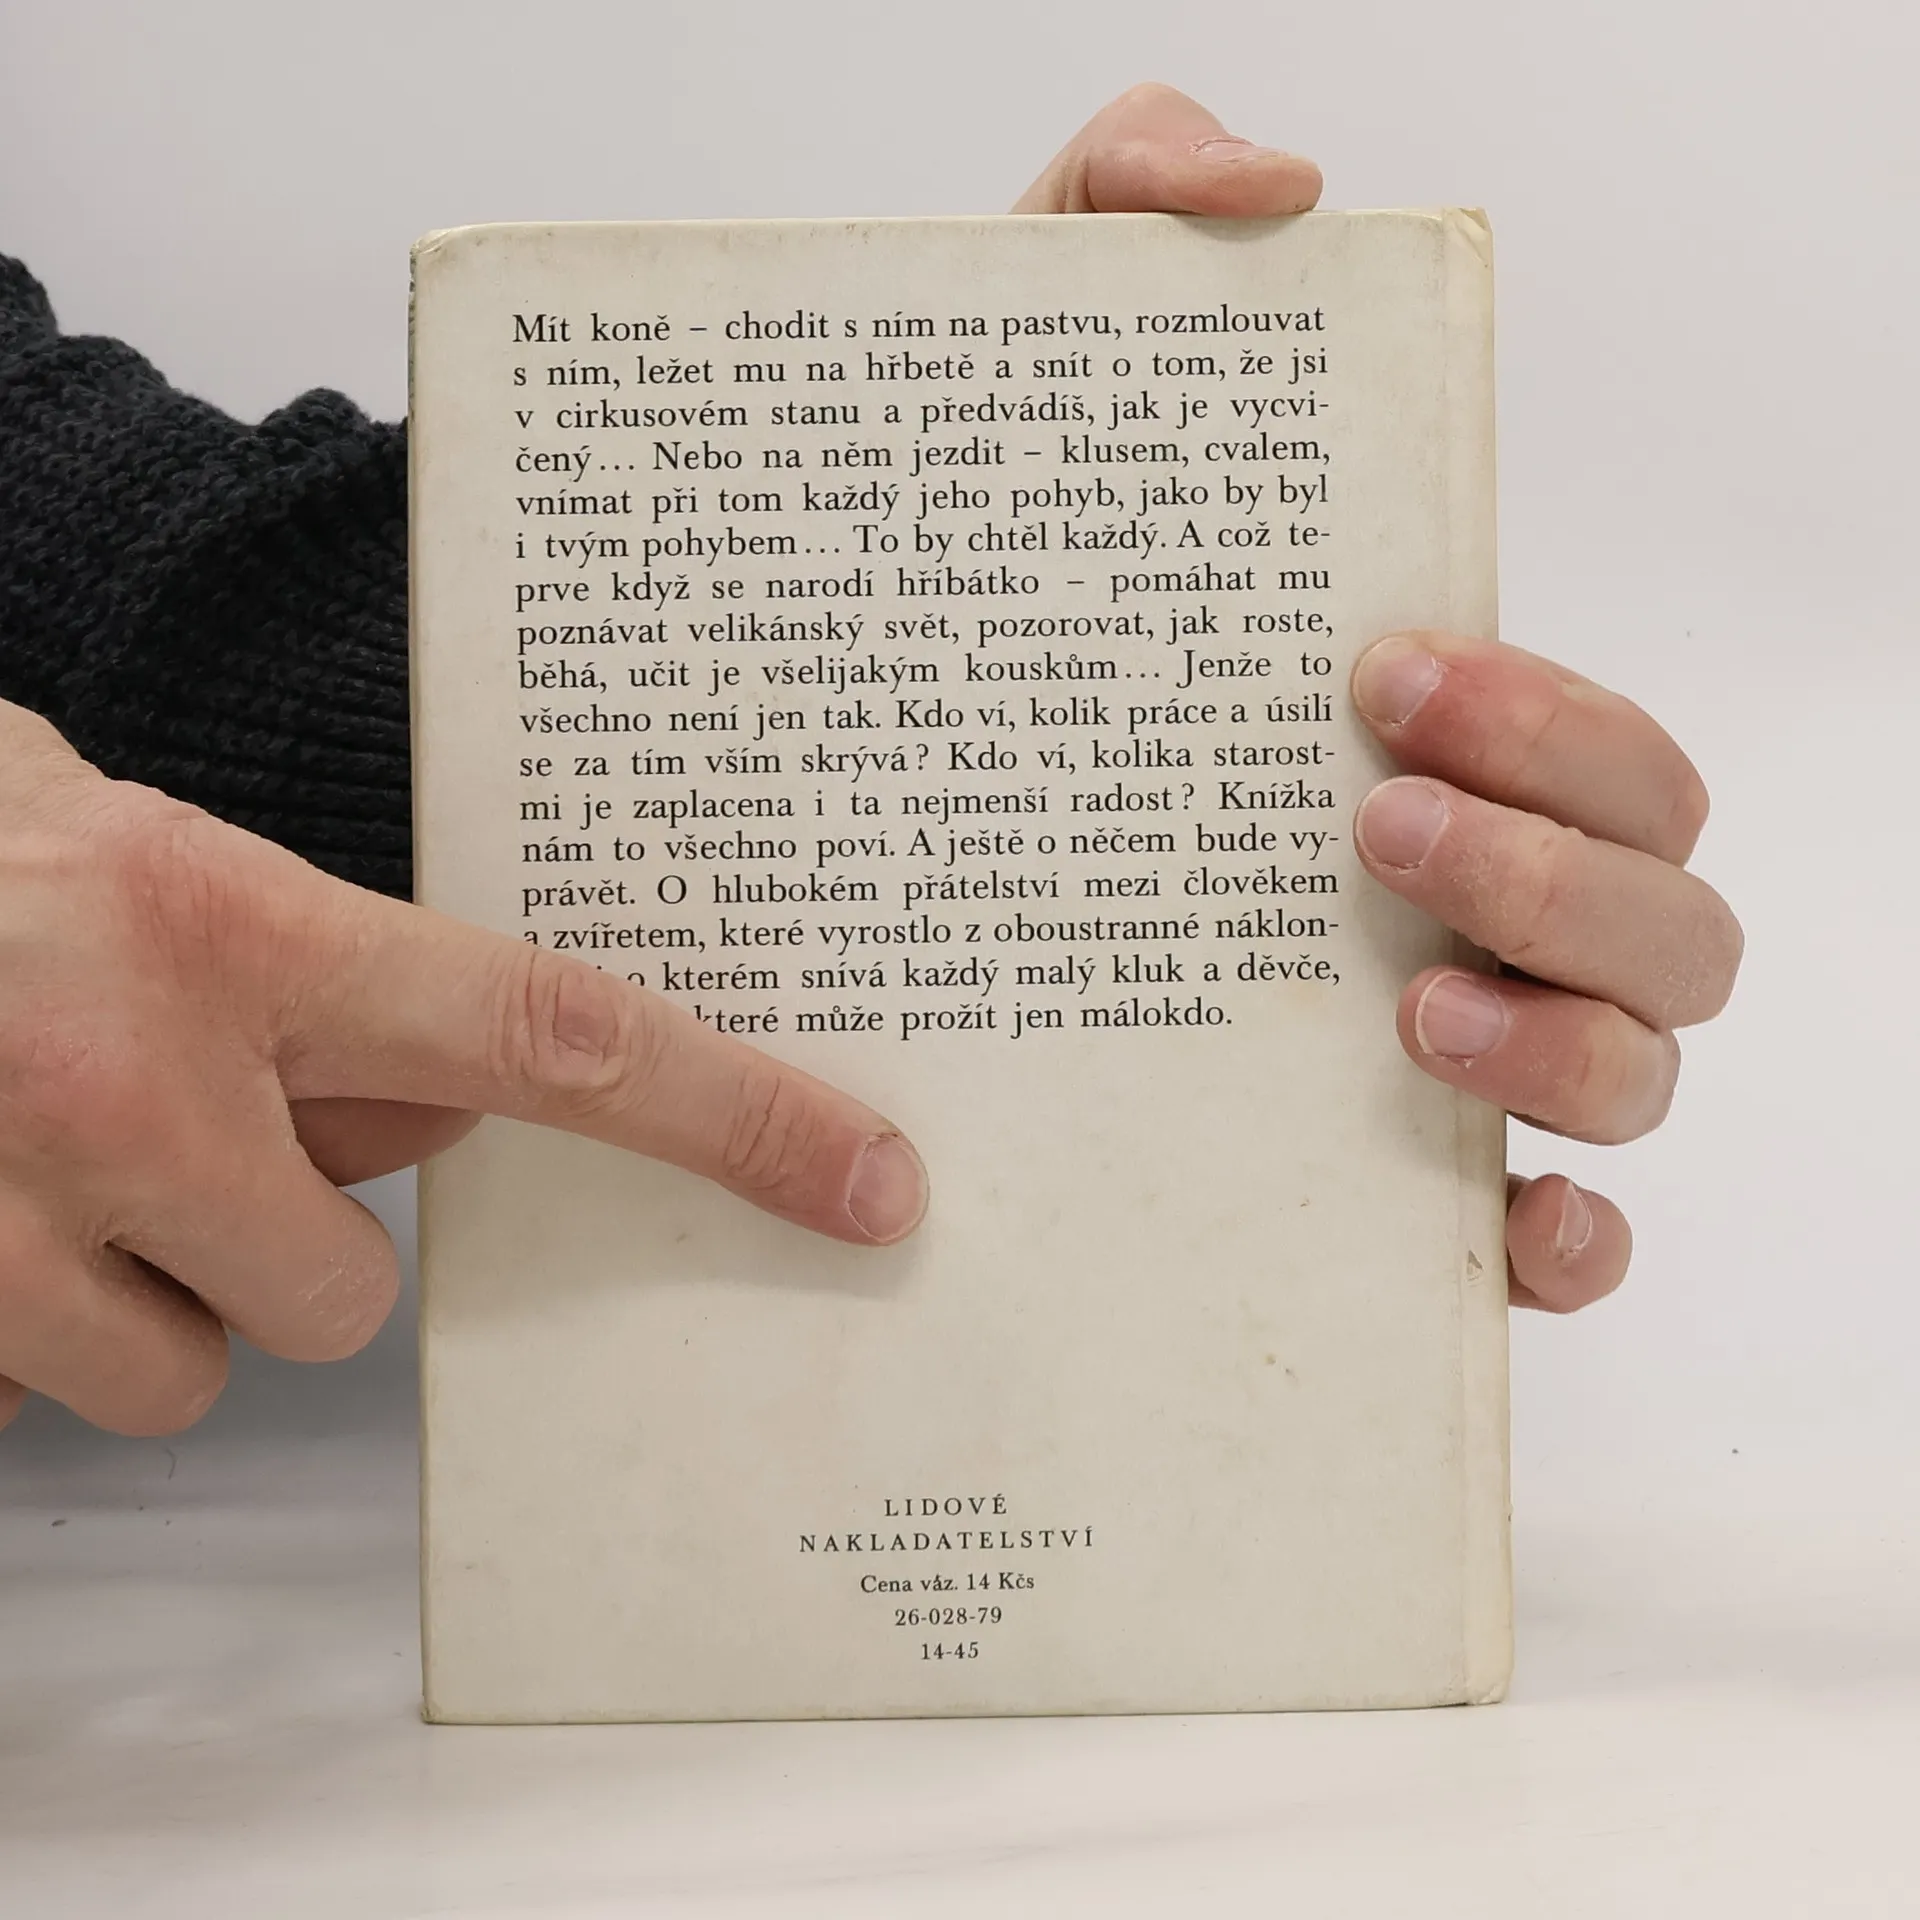 Mít koně – chodit s ním na pastvu, rozmlouvat
s ním, ležet mu na hřbetě a snít o tom, že jsi
v cirkusovém stanu a předvádíš, jak je vycvi-
čený... Nebo na něm jezdit – klusem, cvalem,
vnímat při tom každý jeho pohyb, jako by byl
i tvým pohybem... To by chtěl každý. A což te-
prve když se narodí hříbátko – pomáhat mu
poznávat velikánský svět, pozorovat, jak roste,
běhá, učit je všelijakým kouskům... Jenže to
všechno není jen tak. Kdo ví, kolik práce a úsilí
se za tím vším skrývá? Kdo ví, kolika starost-
mi je zaplacena i ta nejmenší radost? Knížka
nám to všechno poví. A ještě o něčem bude vy-
právět. O hlubokém přátelství mezi člověkem
a zvířetem, které vyrostlo z oboustranné náklon-
o kterém snívá každý malý kluk a děvče,
které může prožít jen málokdo.
LIDOVÉ
NAKLADATELSTVÍ
Cena váz. 14 Kčs
26-028-79
14-45